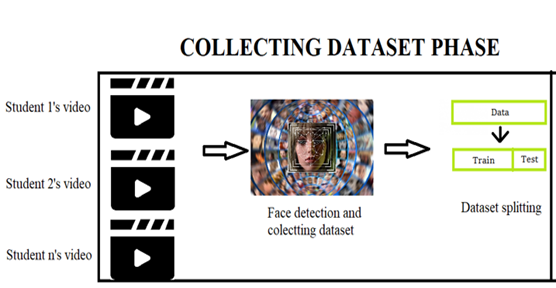 COLLECTING DATASET PHASE
Student 1's video
Student 2's video
Student n's video
Face detection and
colectting dataset
Data
Train
Test
Dataset splitting